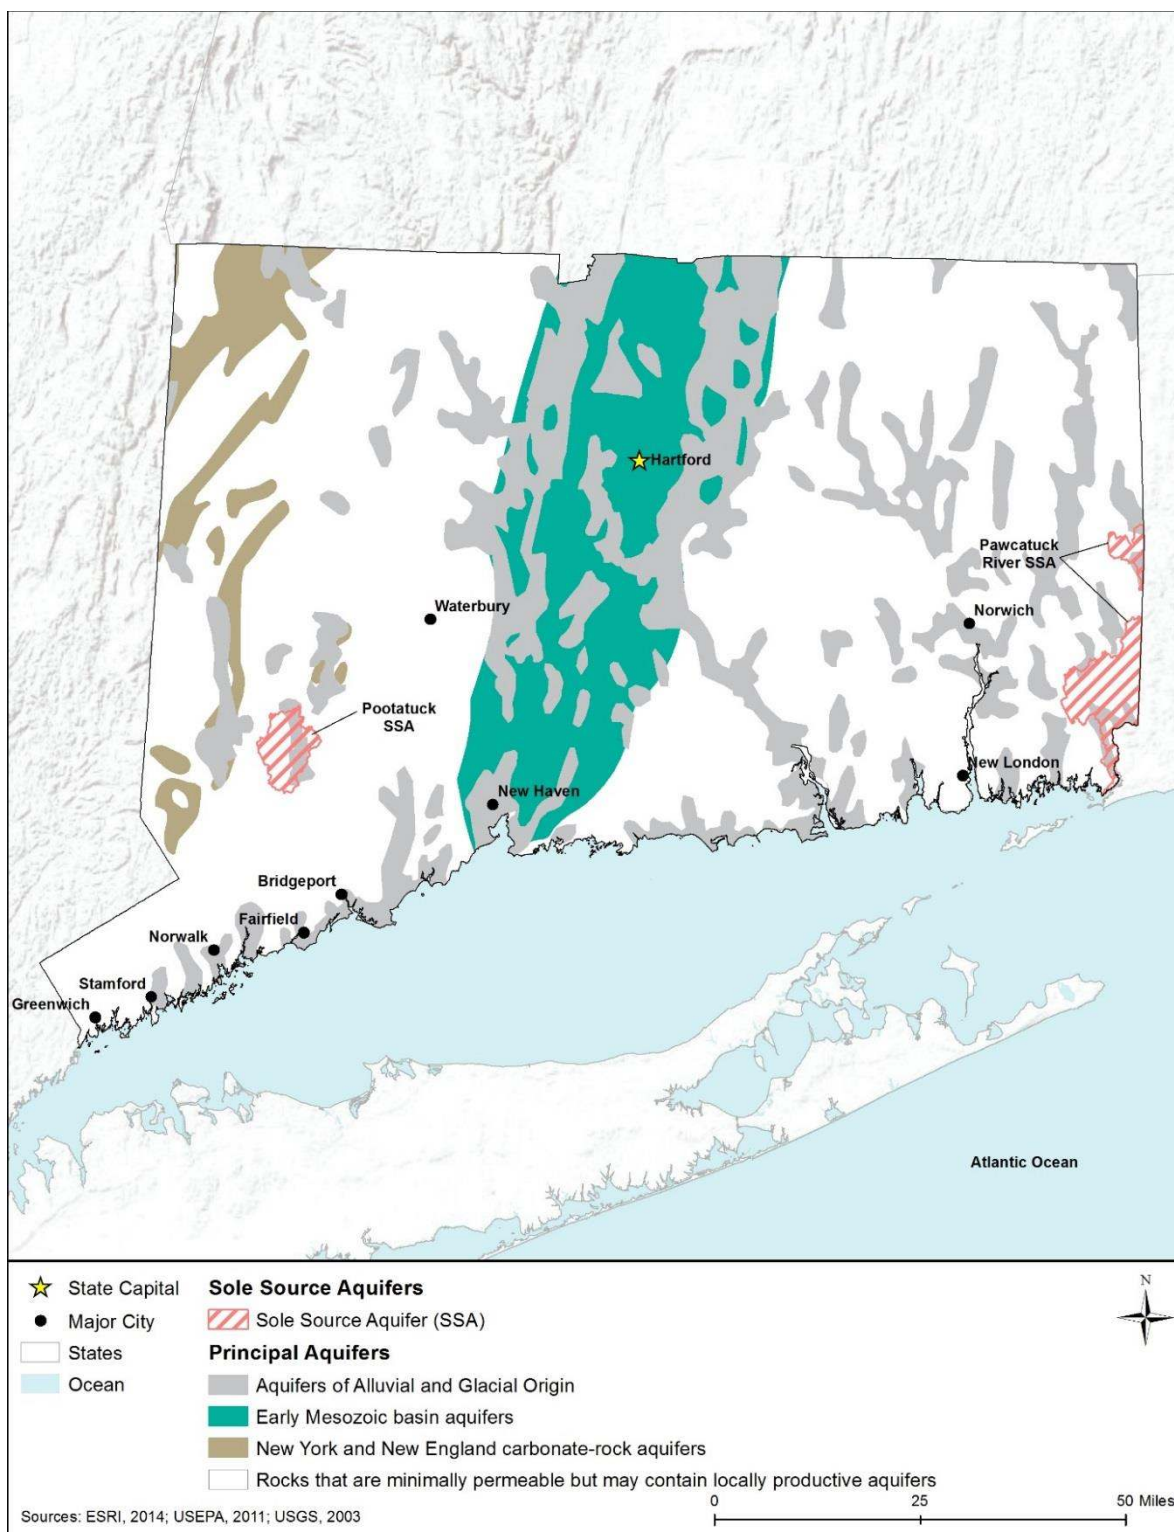 Hartford
Pawcatuck
River SSA
Waterbury
Norwich
Pootatuck
SSA
New London
New Haven
Bridgeport
Fairfield
Norwalk
Stamford
Greenwich
Atlantic Ocean
State Capital
Major City
States
Ocean
Sole Source Aquifers
Sole Source Aquifer (SSA)
Principal Aquifers
Aquifers of Alluvial and Glacial Origin
Early Mesozoic basin aquifers
New York and New England carbonate-rock aquifers
Rocks that are minimally permeable but may contain locally productive aquifers
N
0 25 50 Miles
Sources: ESRI, 2014; USEPA, 2011; USGS, 2003